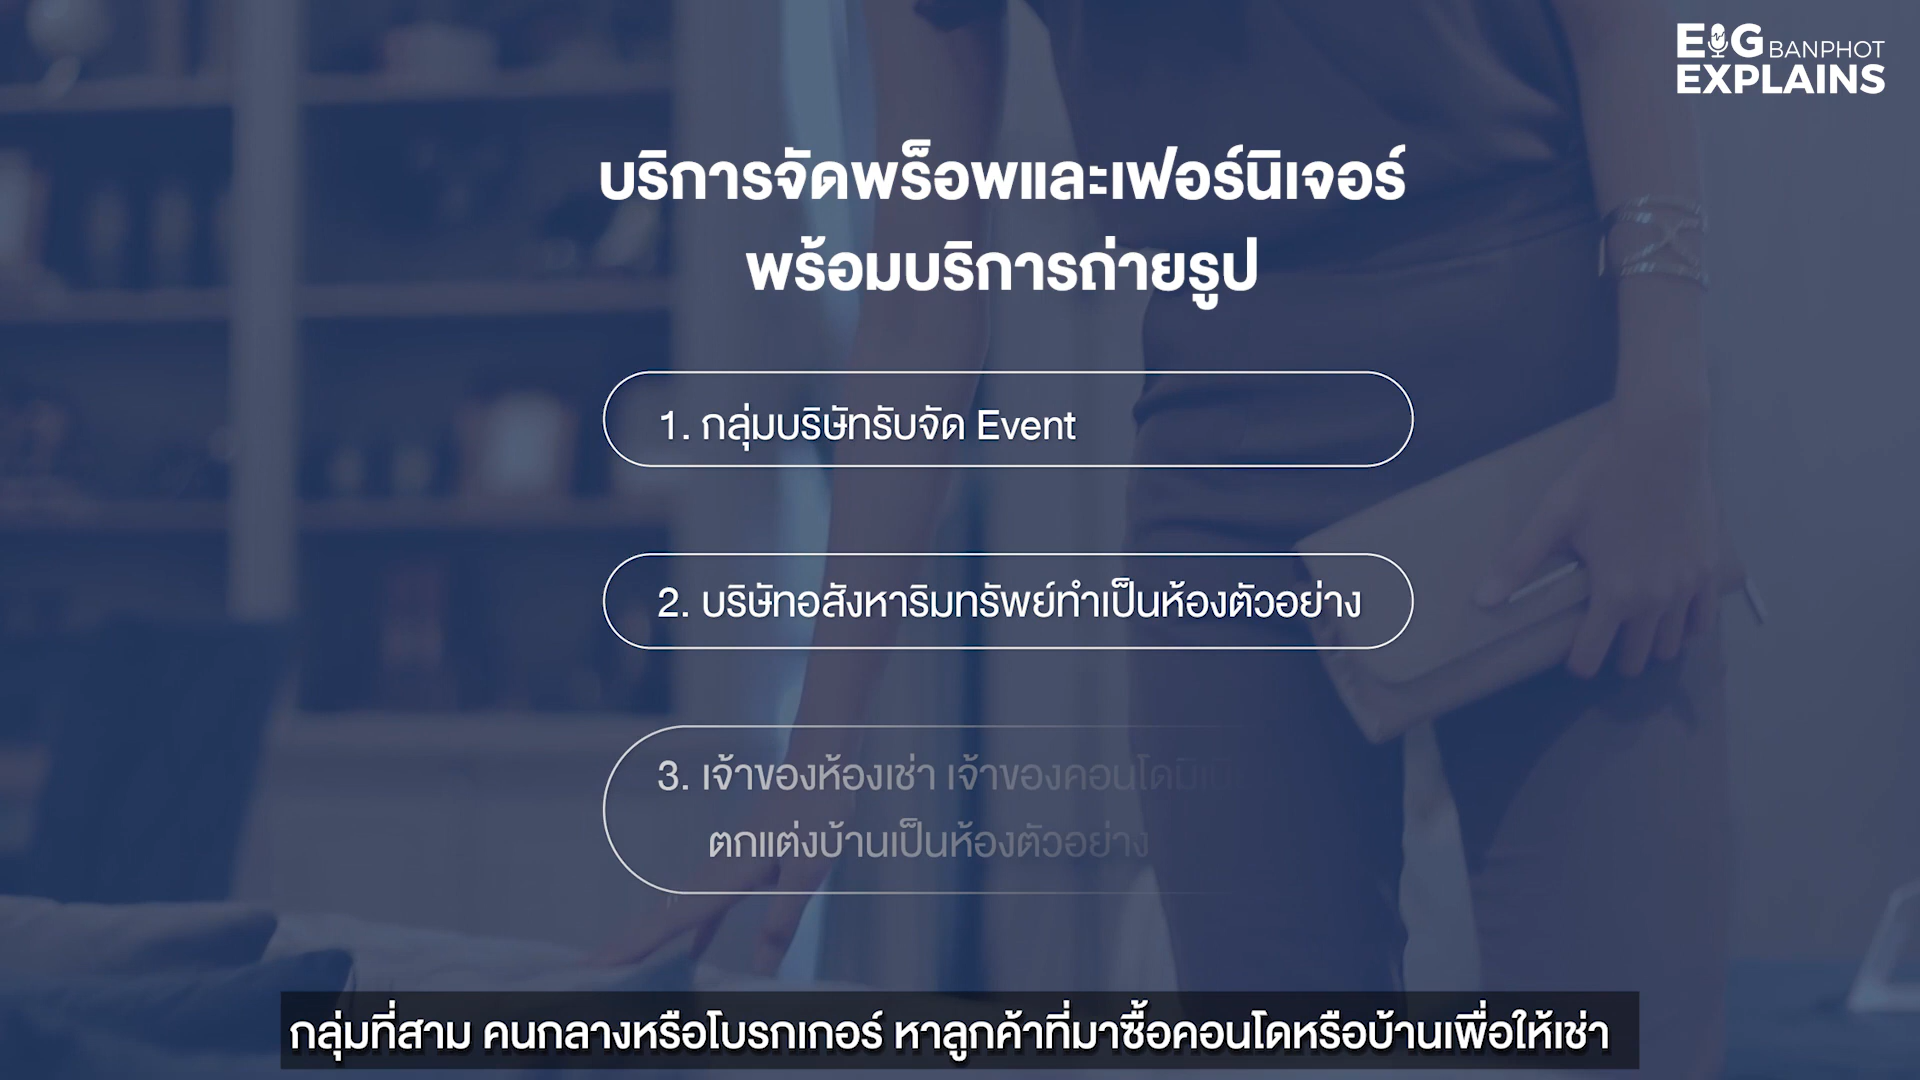 EIG BANPHOT
EXPLAINS
บริการจัดพร็อพและเฟอร์นิเจอร์
พร้อมบริการถ่ายรูป
1. กลุ่มบริษัทรับจัด Event
2. บริษัทอสังหาริมทรัพย์ทำเป็นห้องตัวอย่าง
3. เจ้าของห้องเช่า เจ้าของคอนโดมิ
ตกแต่งบ้านเป็นห้องตัวอย่าง
กลุ่มที่สาม คนกลางหรือโบรกเกอร์ หาลูกค้าที่มาซื้อคอนโดหรือบ้านเพื่อให้เช่า